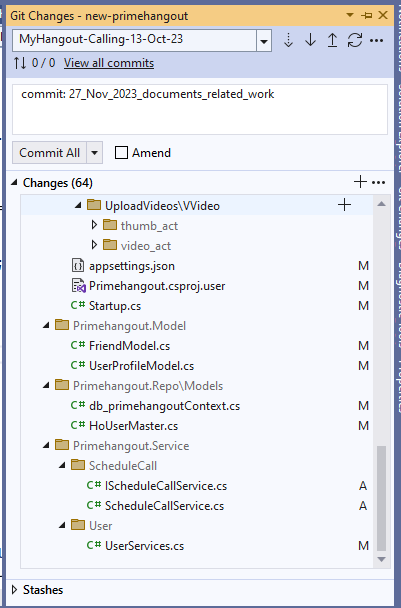 Git Changes - new-primehangout
MyHangout-Calling-13-Oct-23
0 / 0 View all commits
commit: 27_Nov_2023_documents_related_work
Commit All Amend
Changes (64)
UploadVideos\VVideo
thumb_act
video_act
appsettings.json M
Primehangout.csproj.user M
C# Startup.cs M
Primehangout.Model
C# FriendModel.cs M
C# UserProfileModel.cs M
Primehangout.Repo\Models
C# db_primehangoutContext.cs M
C# HoUserMaster.cs M
Primehangout.Service
ScheduleCall
C# IScheduleCallService.cs A
C# ScheduleCallService.cs A
User
C# UserServices.cs M
Stashes